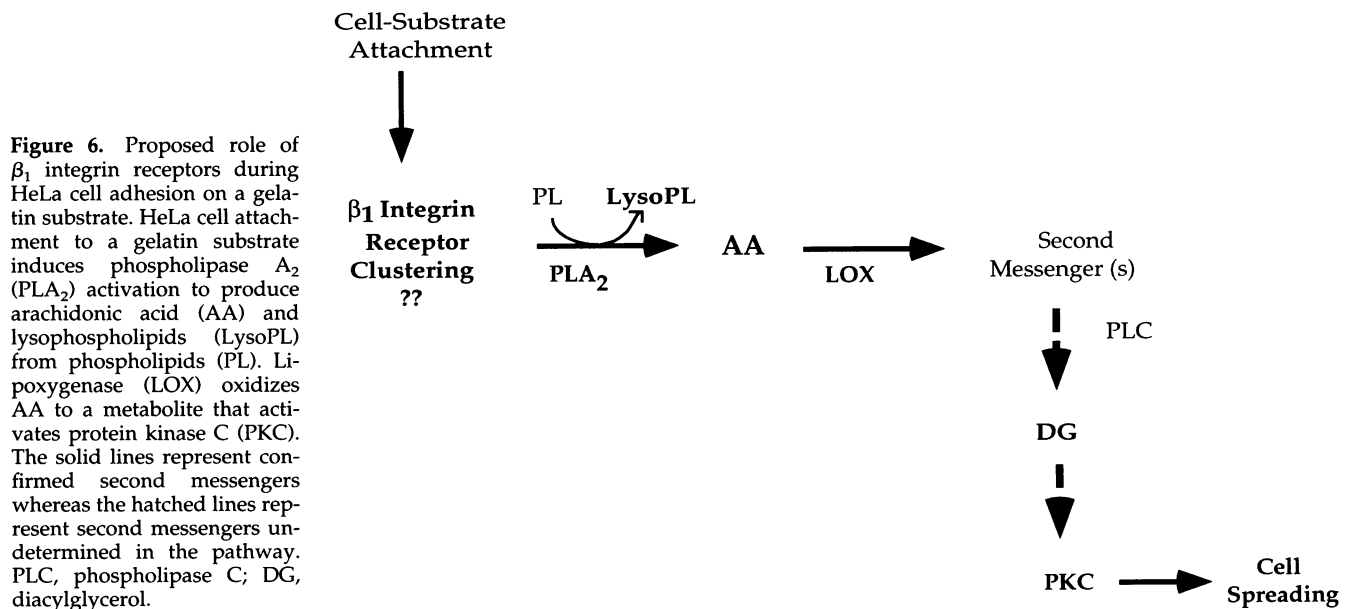 Cell-Substrate
Attachment
Figure 6. Proposed role of
β1 integrin receptors during
HeLa cell adhesion on a gela-
tin substrate. HeLa cell attach-
ment to a gelatin substrate
induces phospholipase A2
(PLA2) activation to produce
arachidonic acid (AA) and
lysophospholipids (LysoPL)
from phospholipids (PL). Li-
poxygenase (LOX) oxidizes
AA to a metabolite that acti-
vates protein kinase C (PKC).
The solid lines represent con-
firmed second messengers
whereas the hatched lines rep-
resent second messengers un-
determined in the pathway.
PLC, phospholipase C; DG,
diacylglycerol.
β1 Integrin
Receptor
Clustering
??
PL LysoPL
PLA2
AA
LOX
Second
Messenger (s)
PLC
DG
PKC
Cell
Spreading